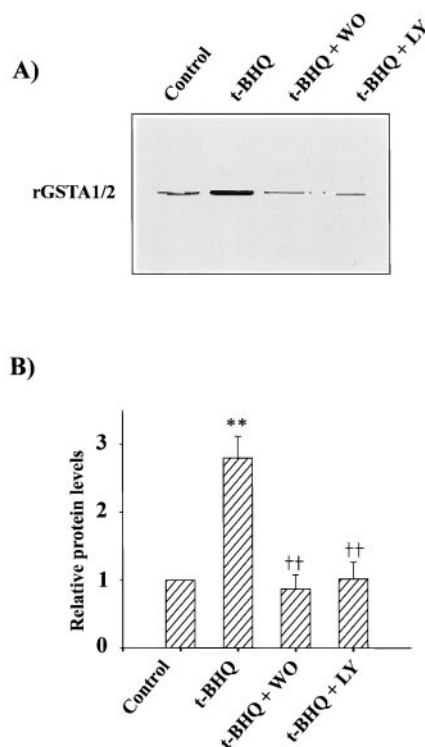 A)
Control
t-BHQ
t-BHQ + WO
t-BHQ + LY
rGSTA1/2
B)
Relative protein levels
3
2
1
0
**
††
††
Control
t-BHQ
t-BHQ + WO
t-BHQ + LY